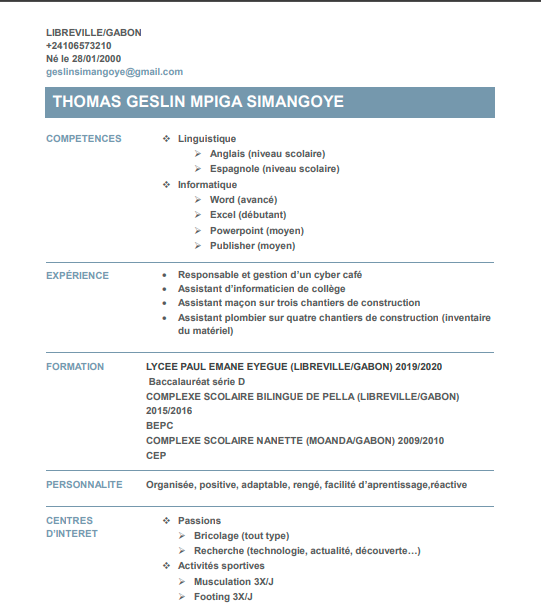 LIBREVILLE/GABON
+24106573210
Né le 28/01/2000
geslinsimangoye@gmail.com
THOMAS GESLIN MPIGA SIMANGOYE
COMPETENCES
Linguistique
Anglais (niveau scolaire)
Espagnole (niveau scolaire)
Informatique
Word (avancé)
Excel (débutant)
Powerpoint (moyen)
Publisher (moyen)
EXPÉRIENCE
Responsable et gestion d'un cyber café
Assistant d'informaticien de collège
Assistant maçon sur trois chantiers de construction
Assistant plombier sur quatre chantiers de construction (inventaire
du matériel)
FORMATION
LYCEE PAUL EMANE EYEGUE (LIBREVILLE/GABON) 2019/2020
Baccalauréat série D
COMPLEXE SCOLAIRE BILINGUE DE PELLA (LIBREVILLE/GABON)
2015/2016
BEPC
COMPLEXE SCOLAIRE NANETTE (MOANDA/GABON) 2009/2010
CEP
PERSONNALITE
Organisée, positive, adaptable, rengé, facilité d'aprentissage,réactive
CENTRES
D'INTERET
Passions
Bricolage (tout type)
Recherche (technologie, actualité, découverte…)
Activités sportives
Musculation 3X/J
Footing 3X/J